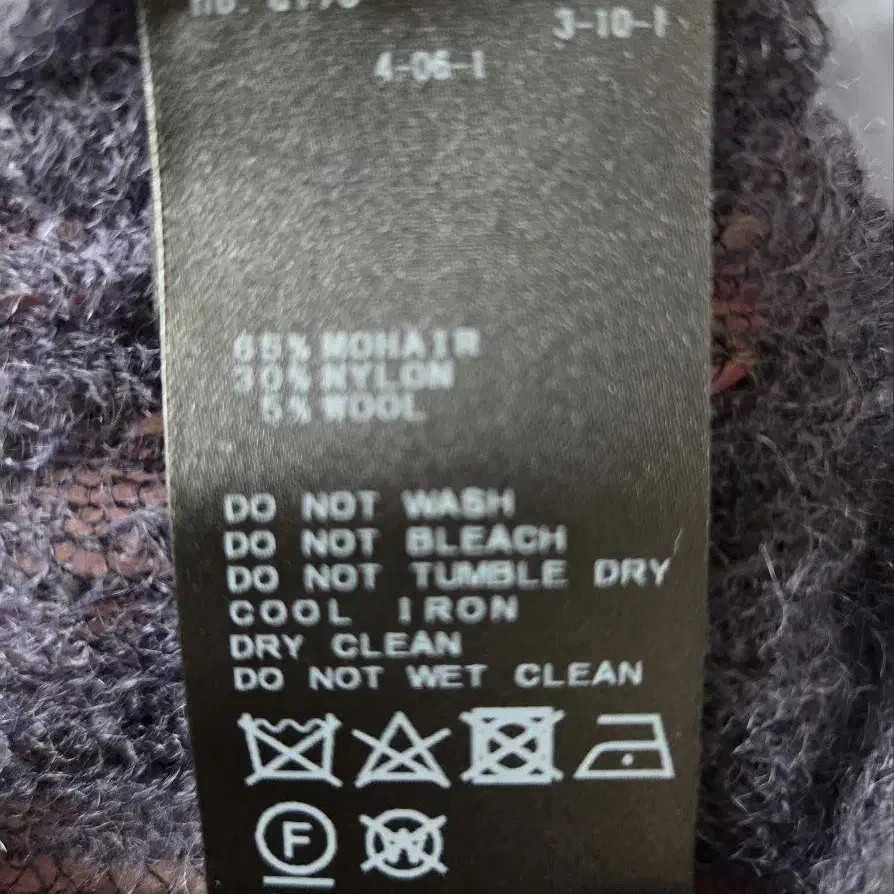 3-10-1
4-06-1
65% MOHAIR
30% NYLON
5% WOOL
DO NOT WASH
DO NOT BLEACH
DO NOT TUMBLE DRY
COOL IRON
DRY CLEAN
DO NOT WET CLEAN
F
W